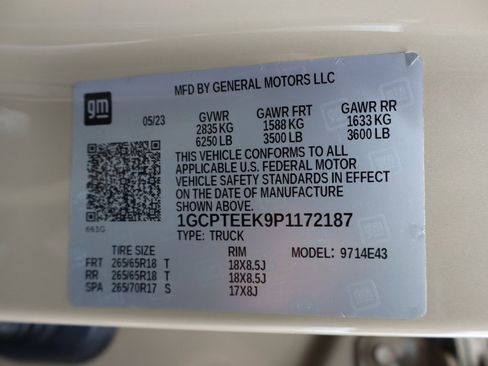 MFD BY GENERAL MOTORS LLC
gm
05/23 GVWR GAWR FRT GAWR RR
2835 KG 1588 KG 1633 KG
6250 LB 3500 LB 3600 LB
THIS VEHICLE CONFORMS TO ALL
APPLICABLE U.S. FEDERAL MOTOR
VEHICLE SAFETY STANDARDS IN EFFECT
ON THE DATE OF MANUFACTURE
SHOWN ABOVE.
1GCPTEEK9P1172187
TYPE: TRUCK
TIRE SIZE RIM MODEL: 9714E43
FRT 265/65R18 T 18X8.5J
RR 265/65R18 T 18X8.5J
SPA 265/70R17 S 17X8J